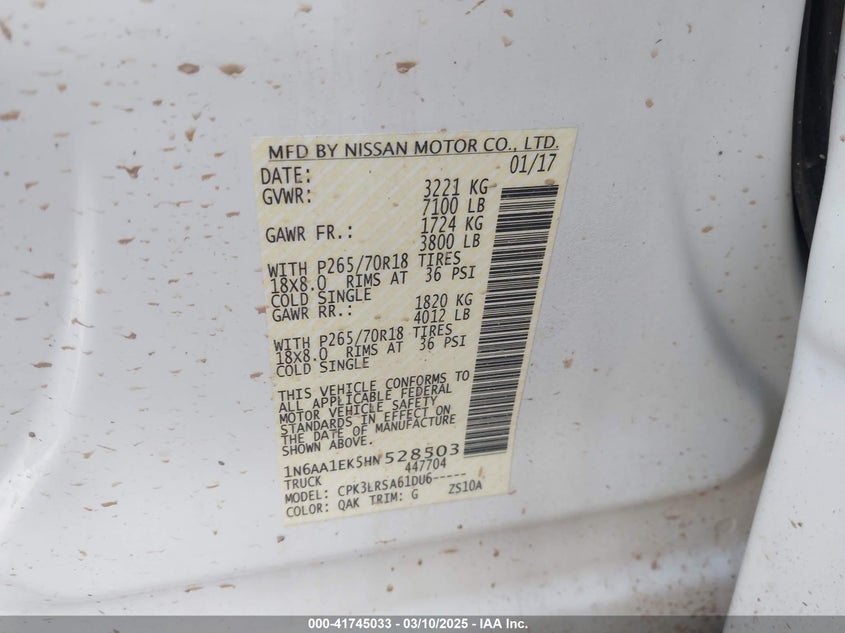 MFD BY NISSAN MOTOR CO., LTD.
DATE: 01/17
GVWR: 3221 KG
7100 LB
GAWR FR.: 1724 KG
3800 LB
WITH P265/70R18 TIRES
18X8.0 RIMS AT 36 PSI
COLD SINGLE
GAWR RR.: 1820 KG
4012 LB
WITH P265/70R18 TIRES
18X8.0 RIMS AT 36 PSI
COLD SINGLE
THIS VEHICLE CONFORMS TO
ALL APPLICABLE FEDERAL
MOTOR VEHICLE SAFETY
STANDARDS IN EFFECT ON
THE DATE OF MANUFACTURE
SHOWN ABOVE.
1N6AA1EK5HN528503
TRUCK 447704
MODEL: CPK3LRSA61DU6-----
COLOR: QAK TRIM: G ZS10A
000-41745033 - 03/10/2025 - IAA Inc.